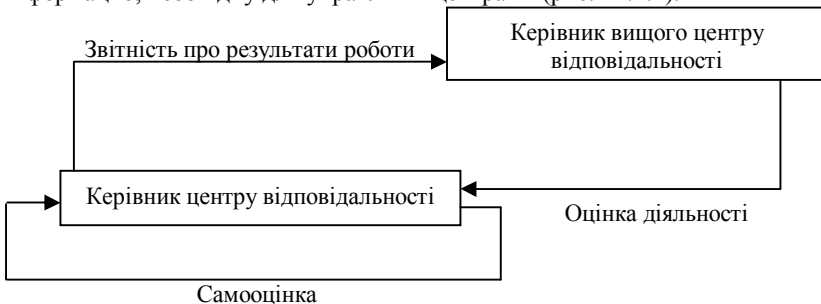 Керівник вищого центру
відповідальності
Звітність про результати роботи
Керівник центру відповідальності
Оцінка діяльності
Самооцінка